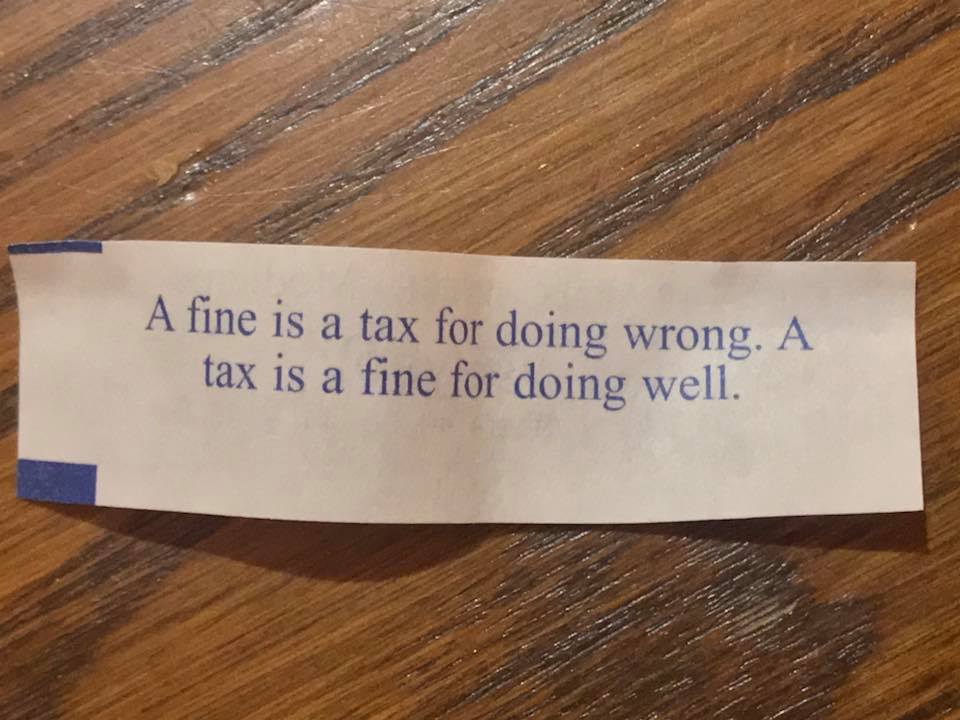 A fine is a tax for doing wrong. A
tax is a fine for doing well.